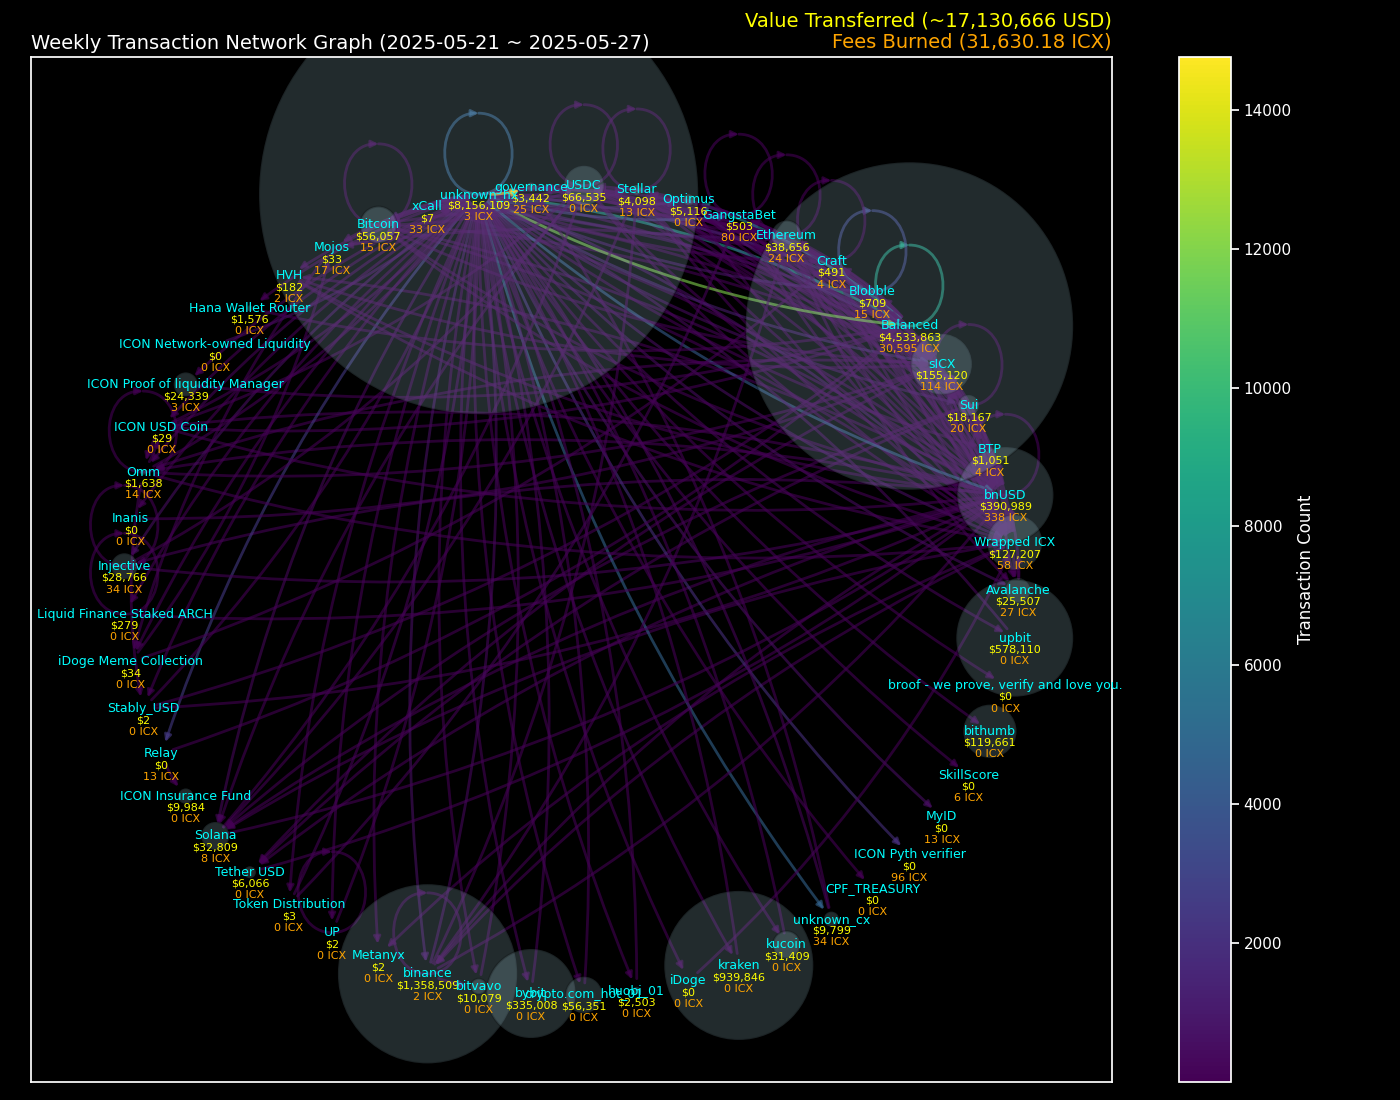 Value Transferred (~17,130,666 USD)
Weekly Transaction Network Graph (2025-05-21 ~ 2025-05-27)
Fees Burned (31,630.18 ICX)
governance
$3,442
25 ICX
USDC
$66,535
0 ICX
Stellar
$4,098
13 ICX
Optimus
$5,116
0 ICX
GangstaBet
$503
80 ICX
Ethereum
$38,656
24 ICX
Craft
$491
4 ICX
Blobble
$709
15 ICX
Balanced
$4,533,863
30,595 ICX
sICX
$155,120
114 ICX
Sui
$18,167
20 ICX
BTP
$1,051
4 ICX
bnUSD
$390,989
338 ICX
Wrapped ICX
$127,207
58 ICX
Avalanche
$25,507
27 ICX
upbit
$578,110
0 ICX
broof - we prove, verify and love you.
$0
0 ICX
bithumb
$119,661
0 ICX
SkillScore
$0
6 ICX
MyID
$0
13 ICX
ICON Pyth verifier
$0
96 ICX
CPF_TREASURY
$0
0 ICX
unknown_cx
$9,799
34 ICX
kucoin
$31,409
0 ICX
kraken
$939,846
0 ICX
iDoge
$0
0 ICX
huobi_01
$2,503
0 ICX
$56,351
0 ICX
bybit
$335,008
0 ICX
bitvavo
$10,079
0 ICX
binance
$1,358,509
2 ICX
Metanyx
$2
0 ICX
UP
$2
0 ICX
Token Distribution
$3
0 ICX
Tether USD
$6,066
0 ICX
Solana
$32,809
8 ICX
ICON Insurance Fund
$9,984
0 ICX
Relay
$0
13 ICX
Stably_USD
$2
0 ICX
iDoge Meme Collection
$34
0 ICX
Liquid Finance Staked ARCH
$279
0 ICX
Injective
$28,766
34 ICX
Inanis
$0
0 ICX
Omm
$1,638
14 ICX
ICON USD Coin
$29
0 ICX
ICON Proof of liquidity Manager
$24,339
3 ICX
ICON Network-owned Liquidity
$0
0 ICX
Hana Wallet Router
$1,576
0 ICX
HVH
$182
2 ICX
Mojos
$33
17 ICX
Bitcoin
$56,057
15 ICX
xCall
$7
33 ICX
$8,156,109
3 ICX
14000
12000
10000
8000
6000
4000
2000
Transaction Count